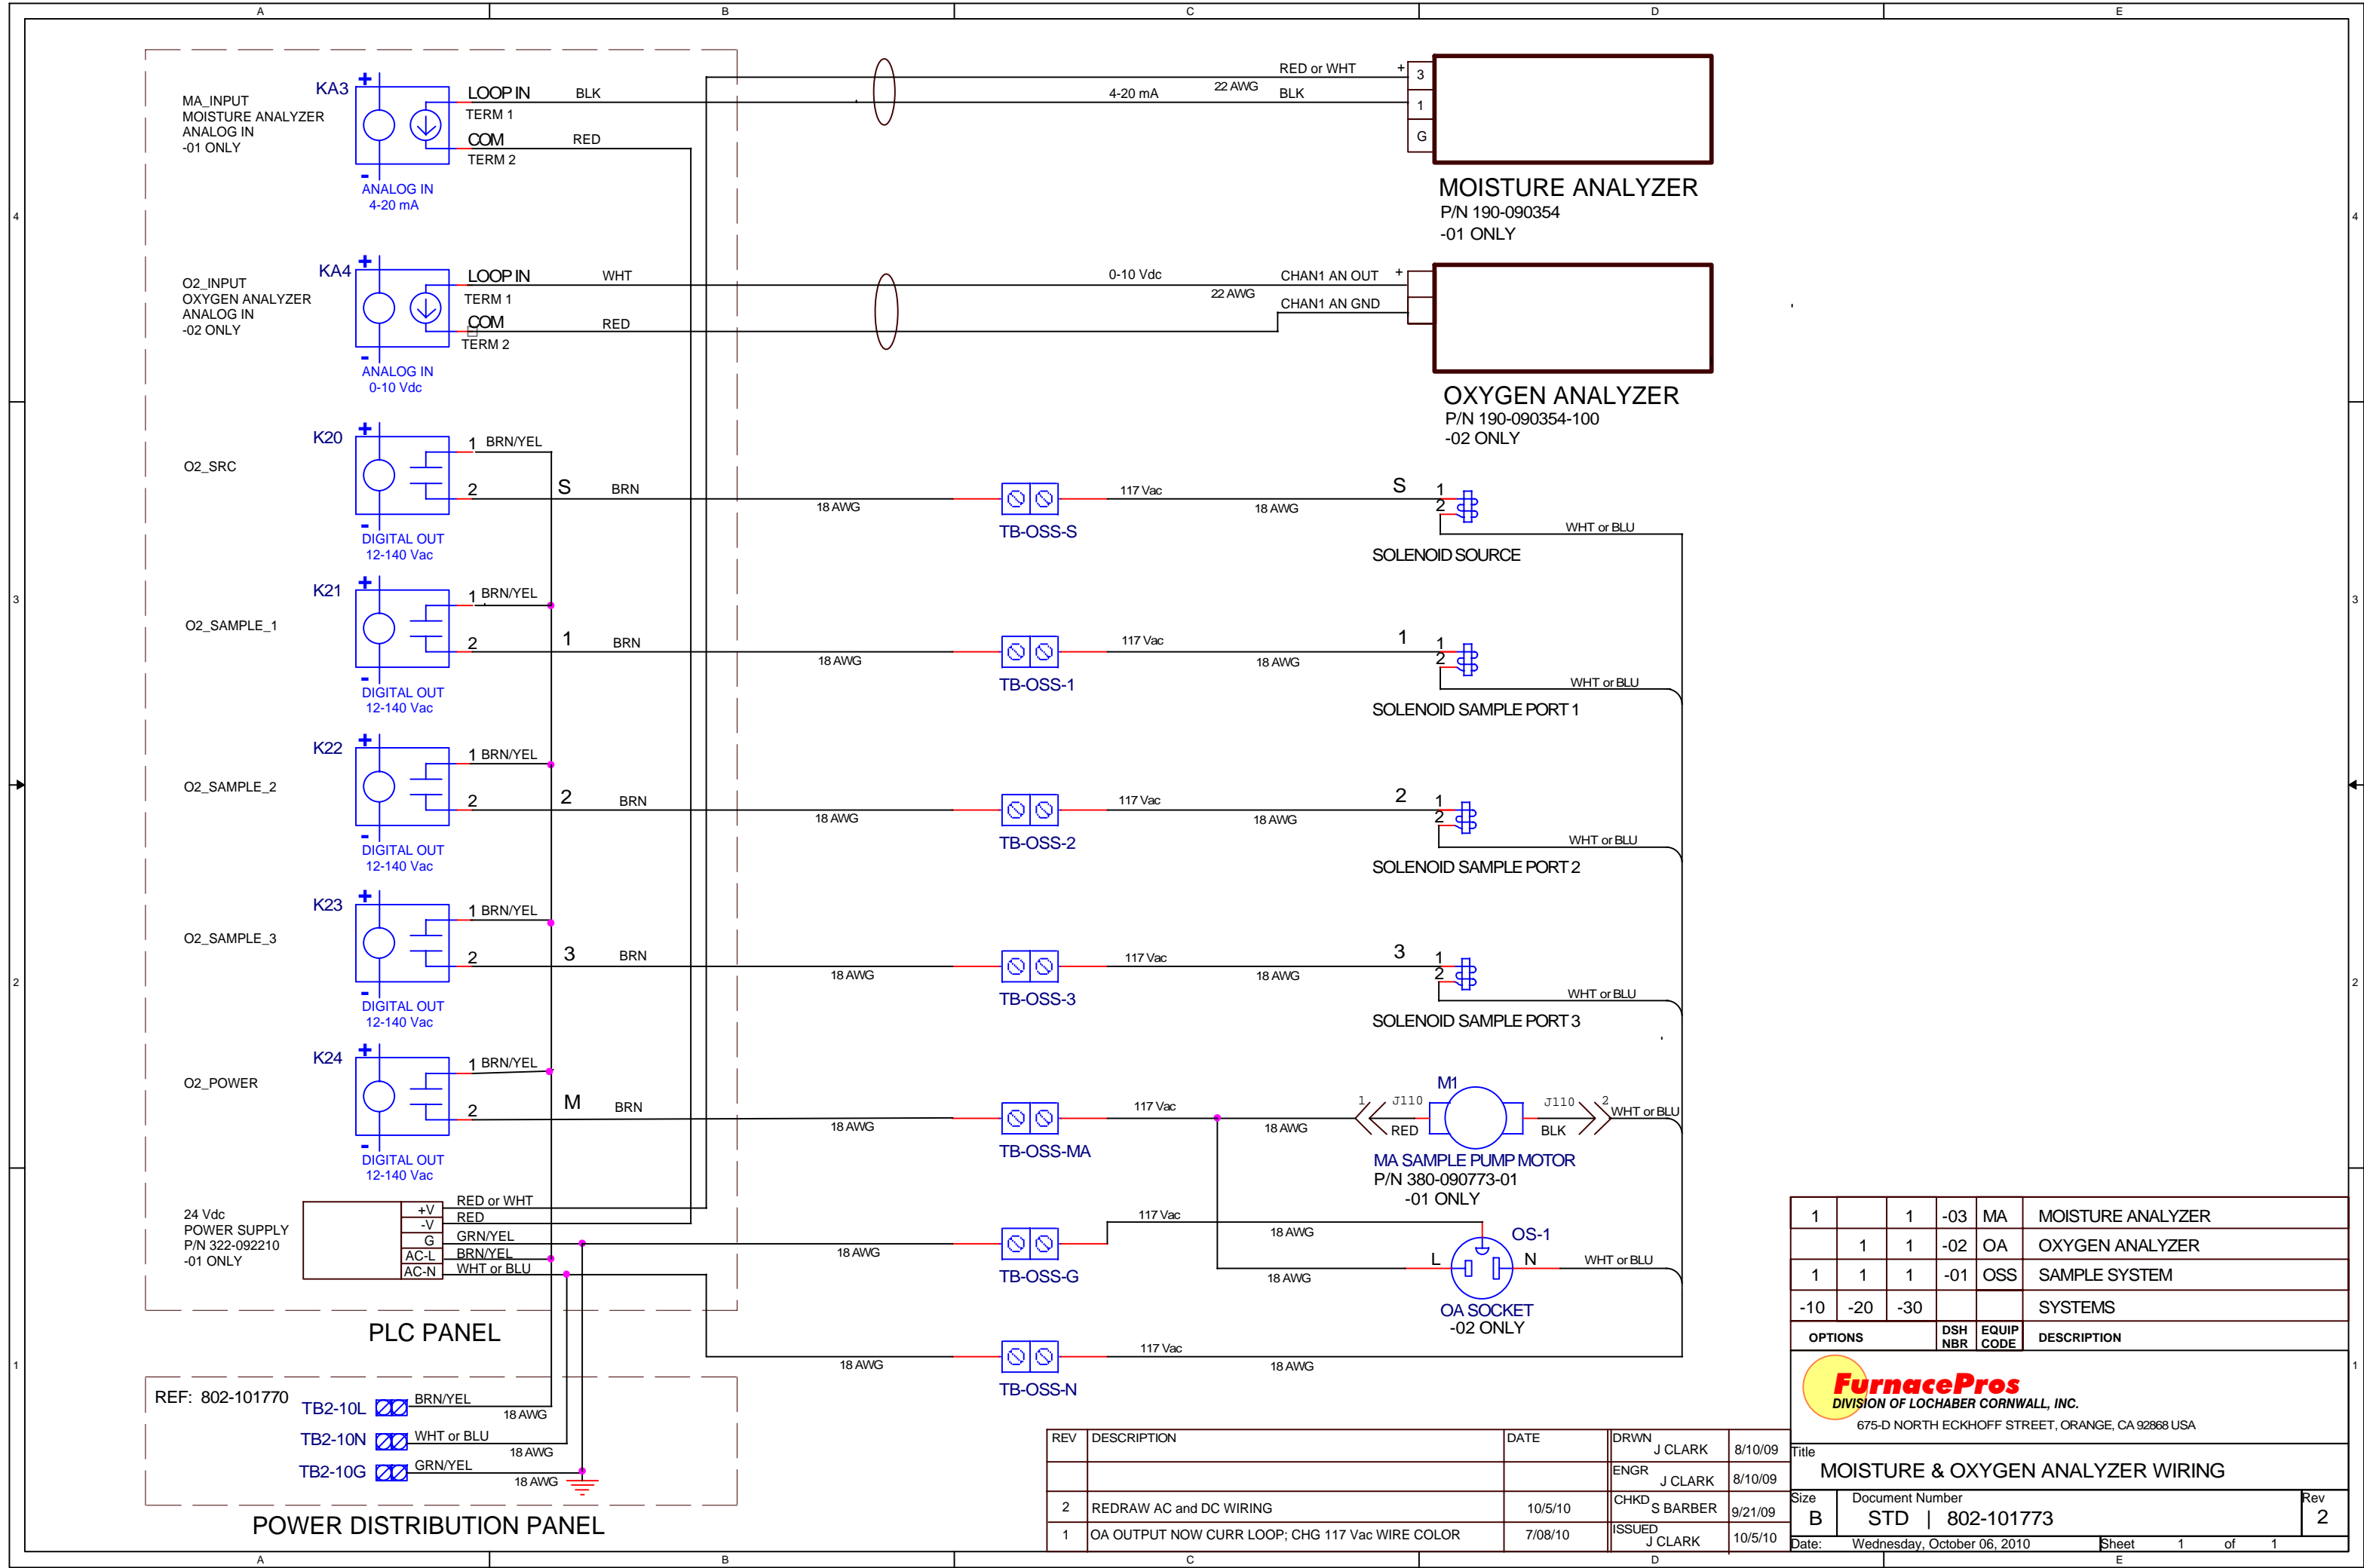 A B C D E
4
3
2
1
MA_INPUT
MOISTURE ANALYZER
ANALOG IN
-01 ONLY
KA3
+
-
LOOP IN
TERM 1
COM
TERM 2
BLK
RED
ANALOG IN
4-20 mA
4-20 mA
22 AWG
RED or WHT
BLK
+
3
1
G
MOISTURE ANALYZER
P/N 190-090354
-01 ONLY
O2_INPUT
OXYGEN ANALYZER
ANALOG IN
-02 ONLY
KA4
+
-
LOOP IN
TERM 1
COM
TERM 2
WHT
RED
ANALOG IN
0-10 Vdc
0-10 Vdc
22 AWG
CHAN1 AN OUT
CHAN1 AN GND
+
OXYGEN ANALYZER
P/N 190-090354-100
-02 ONLY
O2_SRC
K20
+
-
1 BRN/YEL
2
S BRN
18 AWG
DIGITAL OUT
12-140 Vac
TB-OSS-S
117 Vac
18 AWG
S
1
2
WHT or BLU
SOLENOID SOURCE
O2_SAMPLE_1
K21
+
-
1 BRN/YEL
2
1 BRN
18 AWG
DIGITAL OUT
12-140 Vac
TB-OSS-1
117 Vac
18 AWG
1
1
2
WHT or BLU
SOLENOID SAMPLE PORT 1
O2_SAMPLE_2
K22
+
-
1 BRN/YEL
2
2 BRN
18 AWG
DIGITAL OUT
12-140 Vac
TB-OSS-2
117 Vac
18 AWG
2
1
2
WHT or BLU
SOLENOID SAMPLE PORT 2
O2_SAMPLE_3
K23
+
-
1 BRN/YEL
2
3 BRN
18 AWG
DIGITAL OUT
12-140 Vac
TB-OSS-3
117 Vac
18 AWG
3
1
2
WHT or BLU
SOLENOID SAMPLE PORT 3
O2_POWER
K24
+
-
1 BRN/YEL
2
M BRN
18 AWG
DIGITAL OUT
12-140 Vac
TB-OSS-MA
117 Vac
18 AWG
1 J110
RED
M1
J110 2
BLK
WHT or BLU
MA SAMPLE PUMP MOTOR
P/N 380-090773-01
-01 ONLY
24 Vdc
POWER SUPPLY
P/N 322-092210
-01 ONLY
+V RED or WHT
-V RED
G GRN/YEL
AC-L BRN/YEL
AC-N WHT or BLU
18 AWG
TB-OSS-G
117 Vac
18 AWG
18 AWG
OS-1
L N
WHT or BLU
OA SOCKET
-02 ONLY
PLC PANEL
18 AWG
TB-OSS-N
117 Vac
18 AWG
REF: 802-101770
TB2-10L BRN/YEL
18 AWG
TB2-10N WHT or BLU
18 AWG
TB2-10G GRN/YEL
18 AWG
POWER DISTRIBUTION PANEL
1 1 -03 MA MOISTURE ANALYZER
1 1 -02 OA OXYGEN ANALYZER
1 1 1 -01 OSS SAMPLE SYSTEM
-10 -20 -30 SYSTEMS
OPTIONS DSH NBR EQUIP CODE DESCRIPTION
FurnacePros
DIVISION OF LOCHABER CORNWALL, INC.
675-D NORTH ECKHOFF STREET, ORANGE, CA 92868 USA
Title
MOISTURE & OXYGEN ANALYZER WIRING
Size Document Number Rev
B STD | 802-101773 2
Date: Wednesday, October 06, 2010 Sheet 1 of 1
REV DESCRIPTION DATE
DRWN J CLARK 8/10/09
ENGR J CLARK 8/10/09
2 REDRAW AC and DC WIRING 10/5/10
CHKD S BARBER 9/21/09
1 OA OUTPUT NOW CURR LOOP; CHG 117 Vac WIRE COLOR 7/08/10
ISSUED J CLARK 10/5/10
4
3
2
1
A B C D E